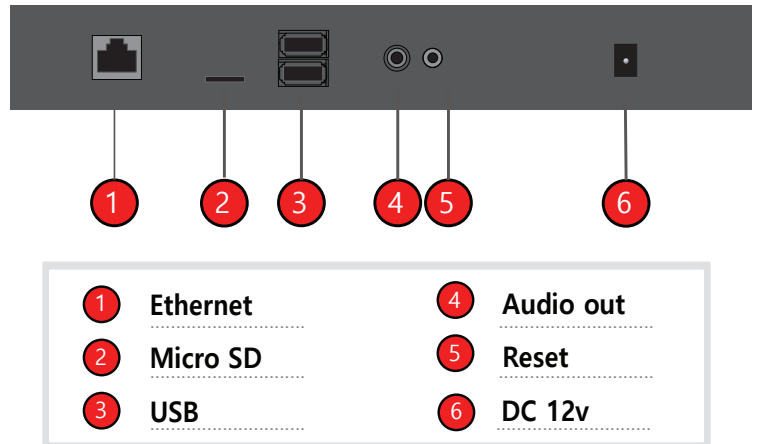 1 2 3 4 5 6
1 Ethernet
4 Audio out
2 Micro SD
5 Reset
3 USB
6 DC 12v